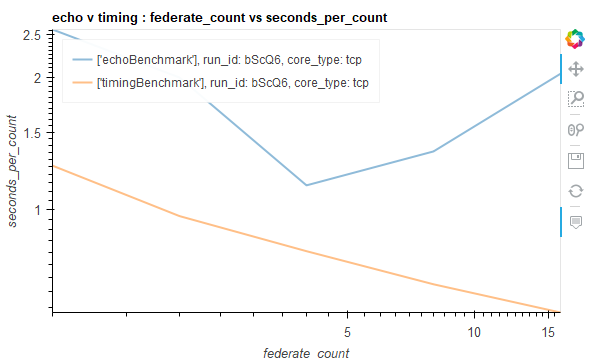 echo v timing : federate_count vs seconds_per_count
2.5
['echoBenchmark'], run_id: bScQ6, core_type: tcp
2
['timingBenchmark'], run_id: bScQ6, core_type: tcp
1.5
seconds_per_count
1
5
10
15
federate_count